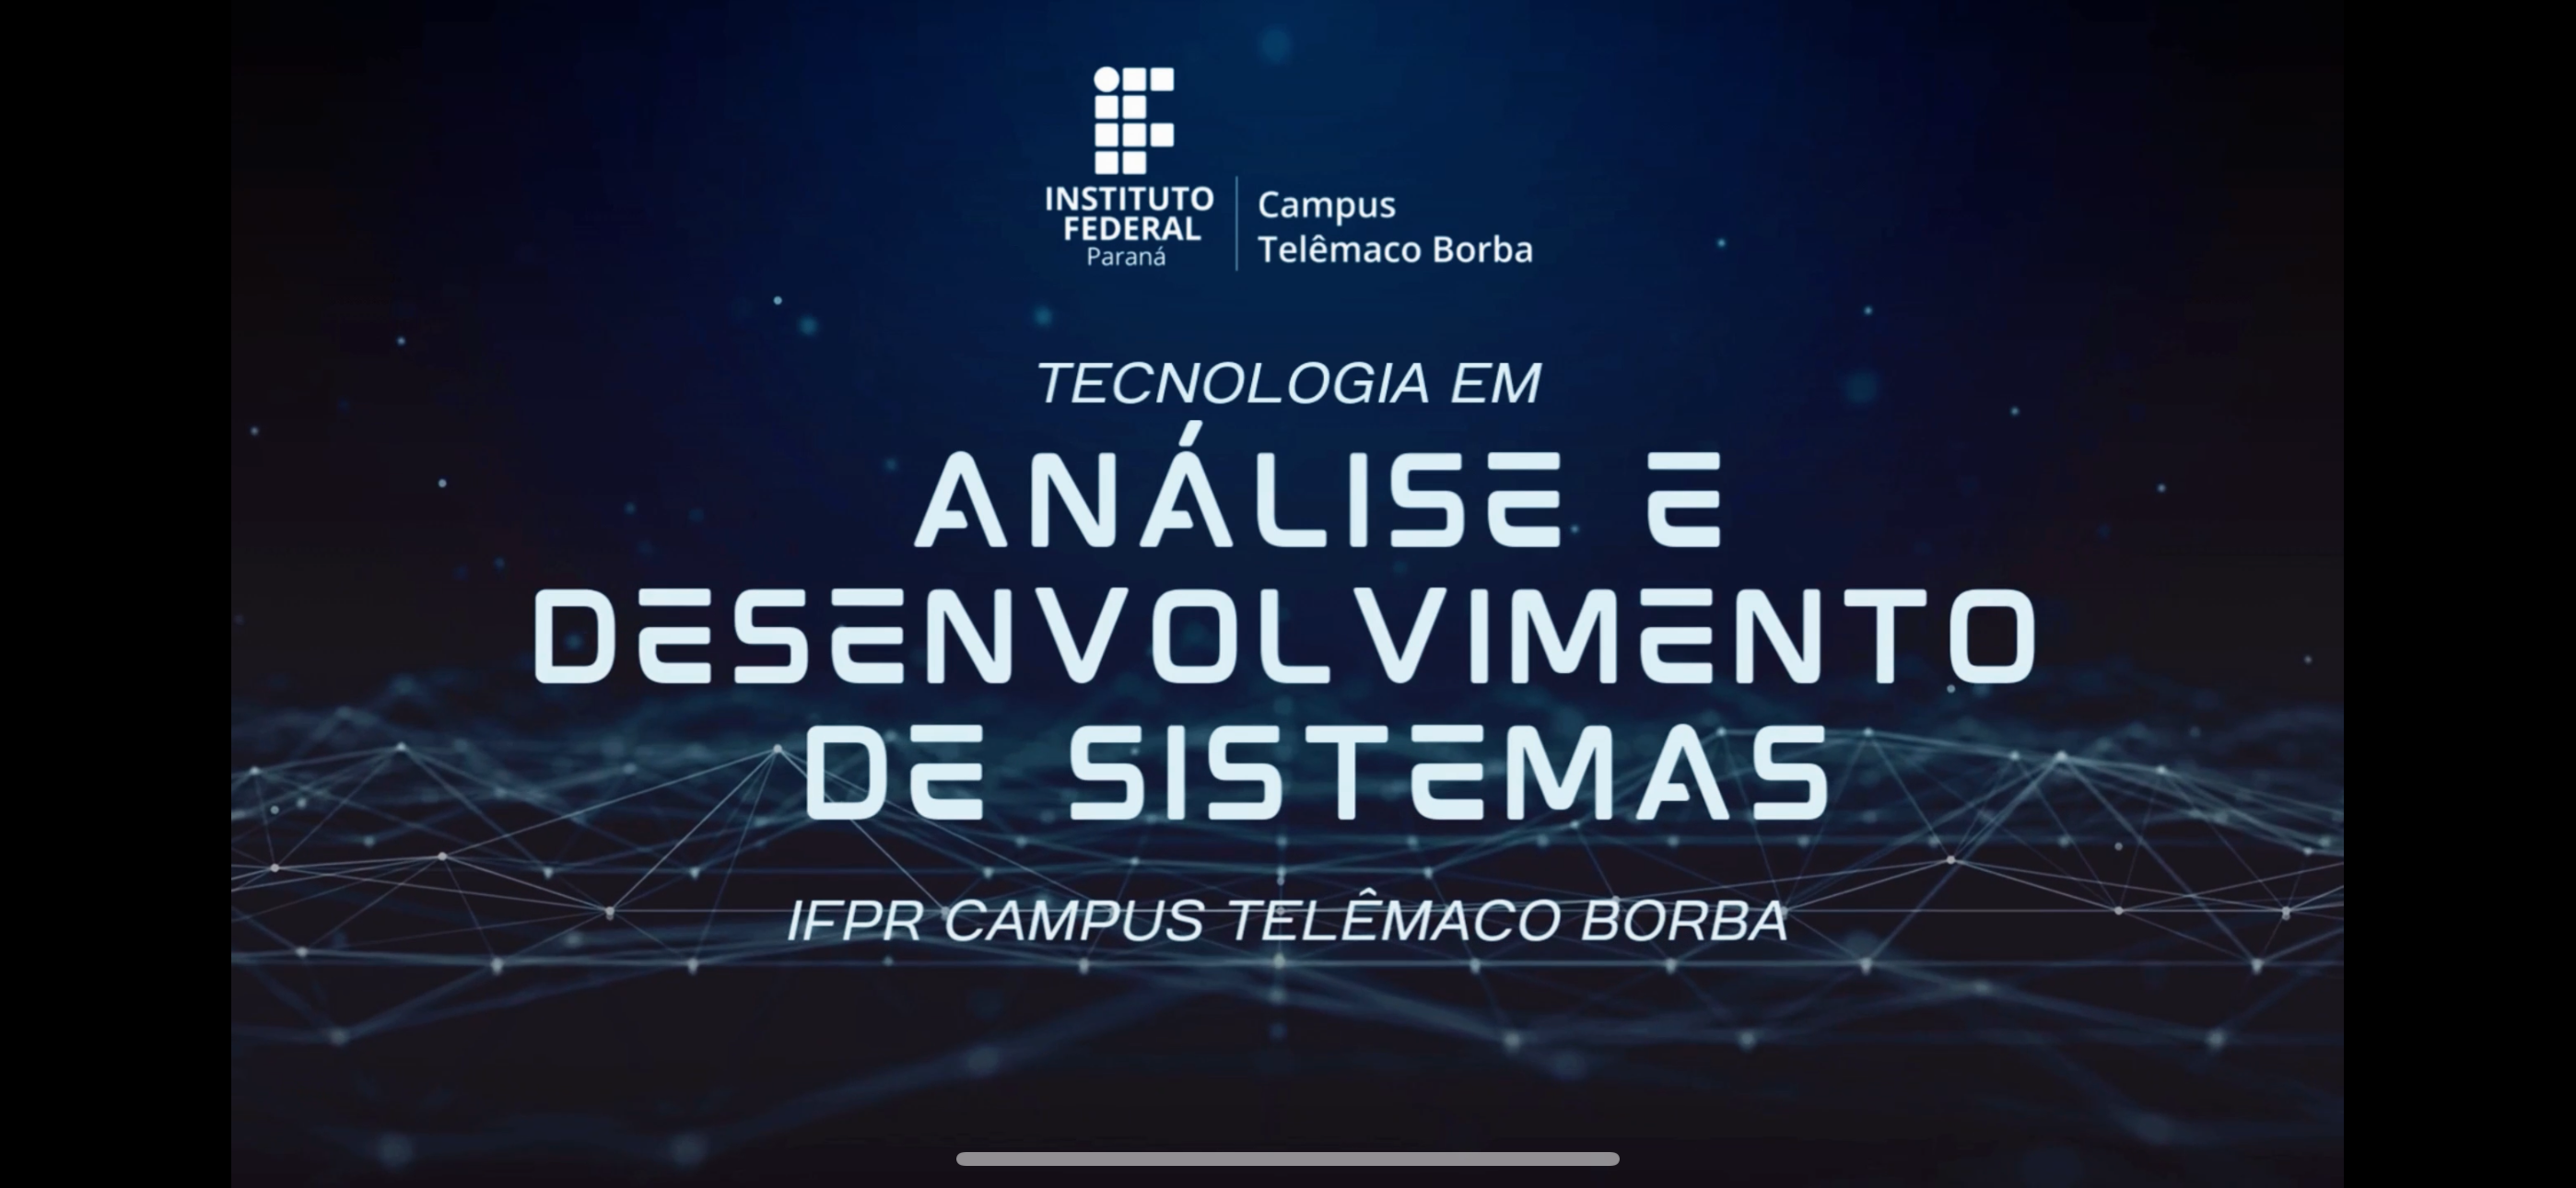 INSTITUTO
FEDERAL
Paraná
Campus
Telêmaco Borba
TECNOLOGIA EM
ANÁLISE E
DESENVOLVIMENTO
DE SISTEMAS
IFPR CAMPUS TELÊMACO BORBA